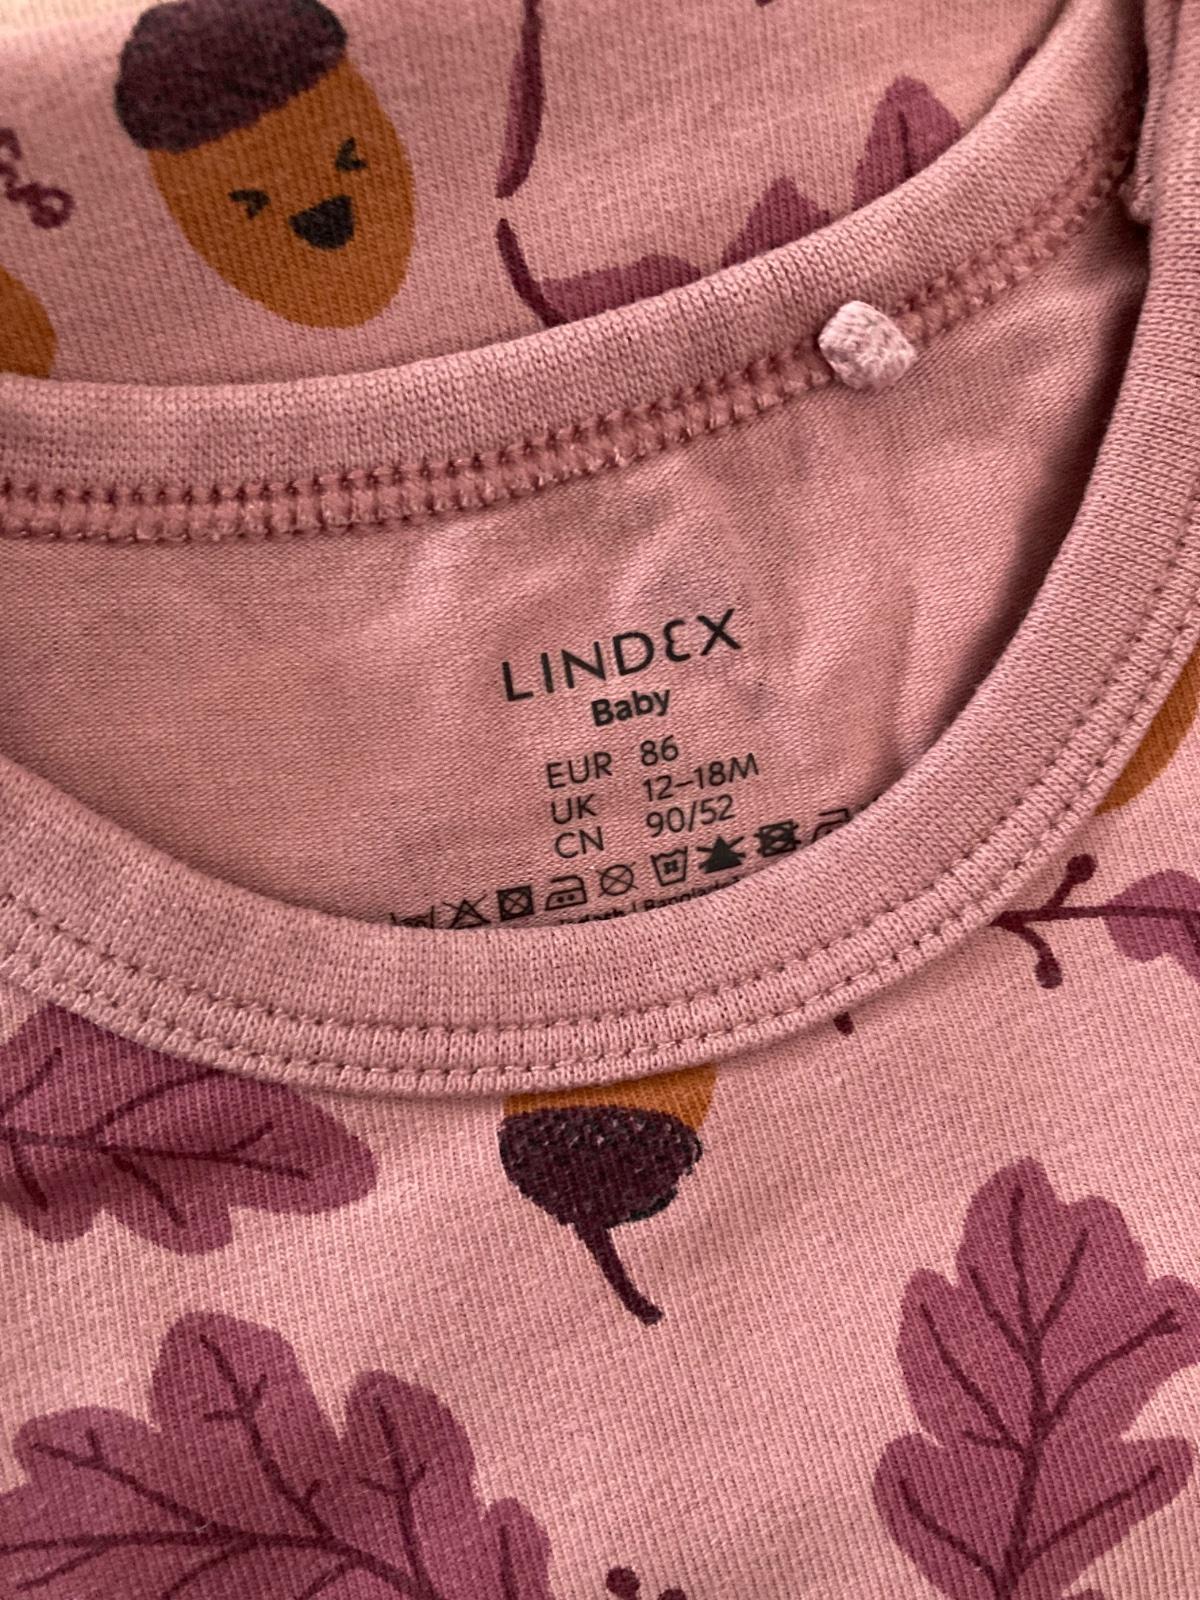 LINDEX
Baby
EUR 86
UK 12–18M
CN 90/52